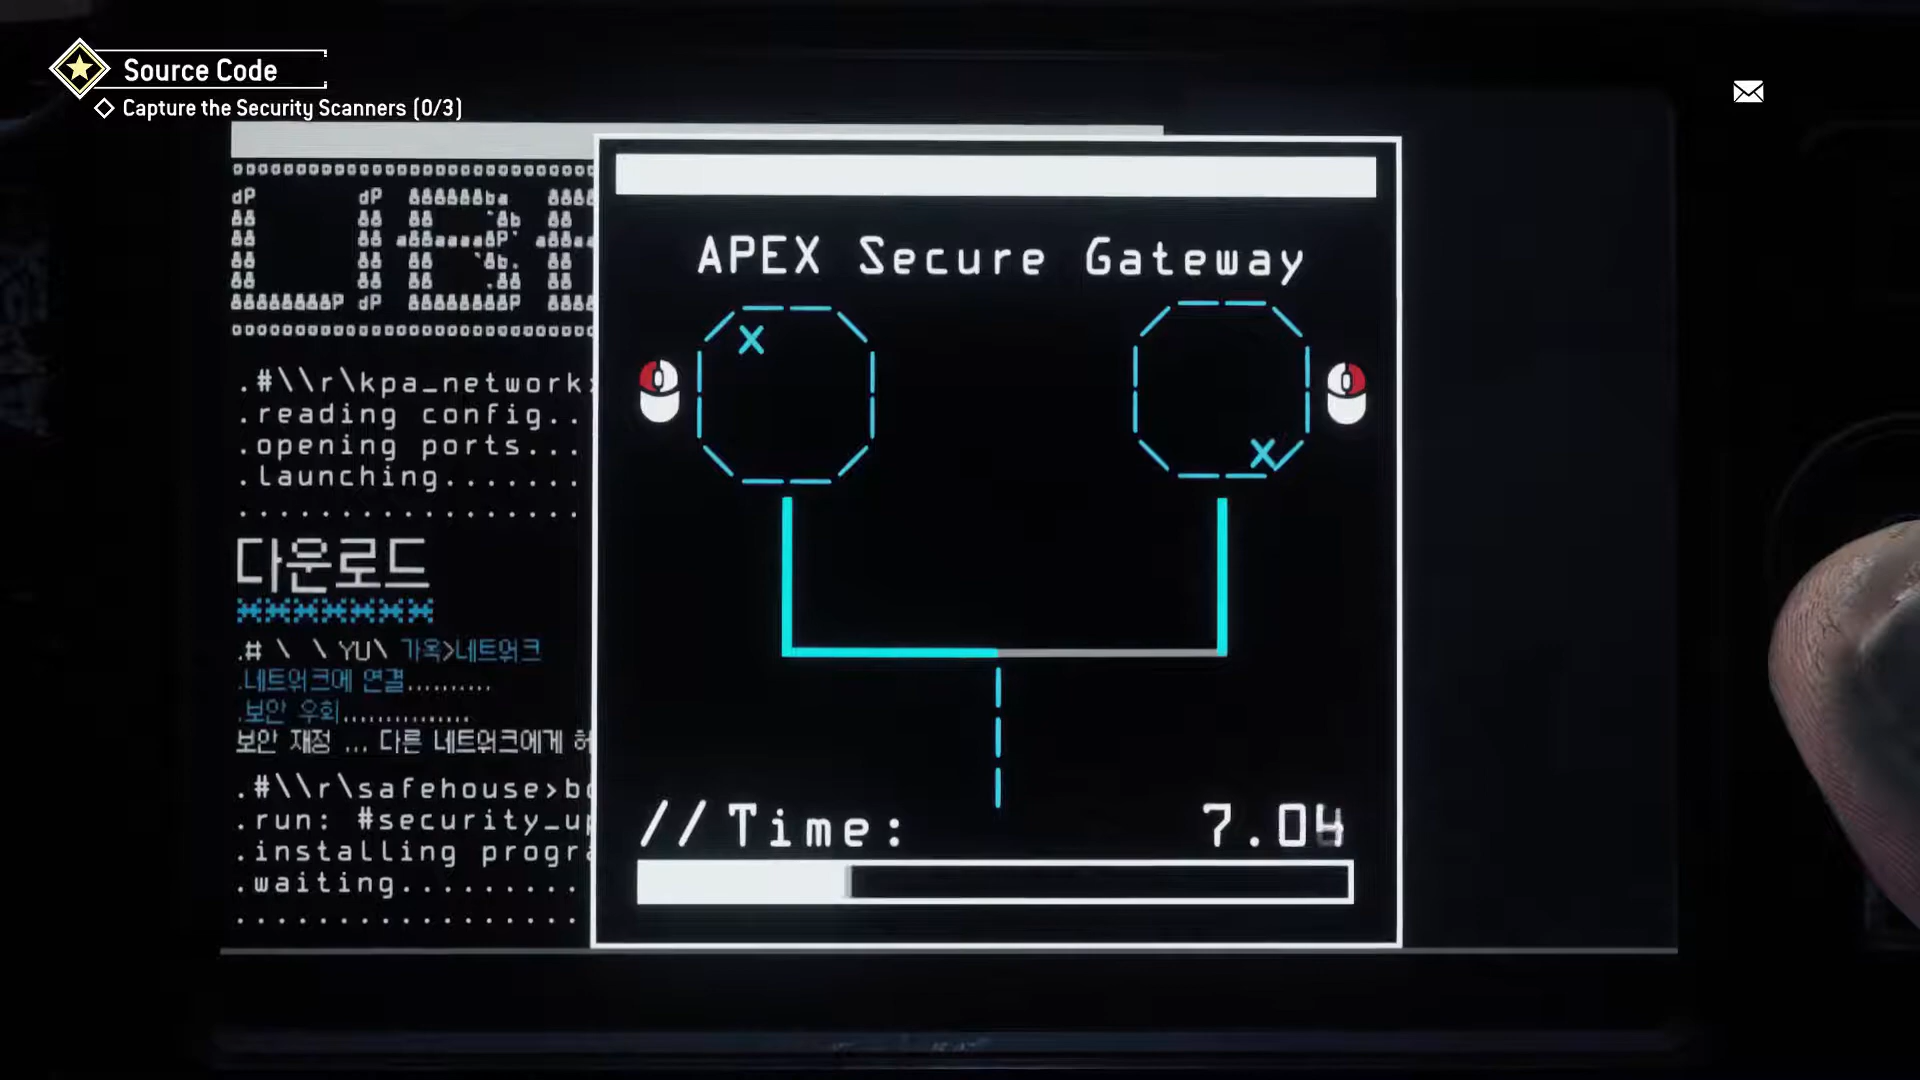 Source Code
Capture the Security Scanners (0/3)
APEX Secure Gateway
X
X
.#\\r\kpa_network>
.reading config..
.opening ports...
.launching.......
다운로드
.# \ \ YU\ 가옥>네트워크
.네트워크에 연결..........
.보안 우회...............
보안 재정 ... 다른 네트워크에게
.#\\r\safehouse>
.run: #security_
.installing
.waiting.........
//Time:
7.04